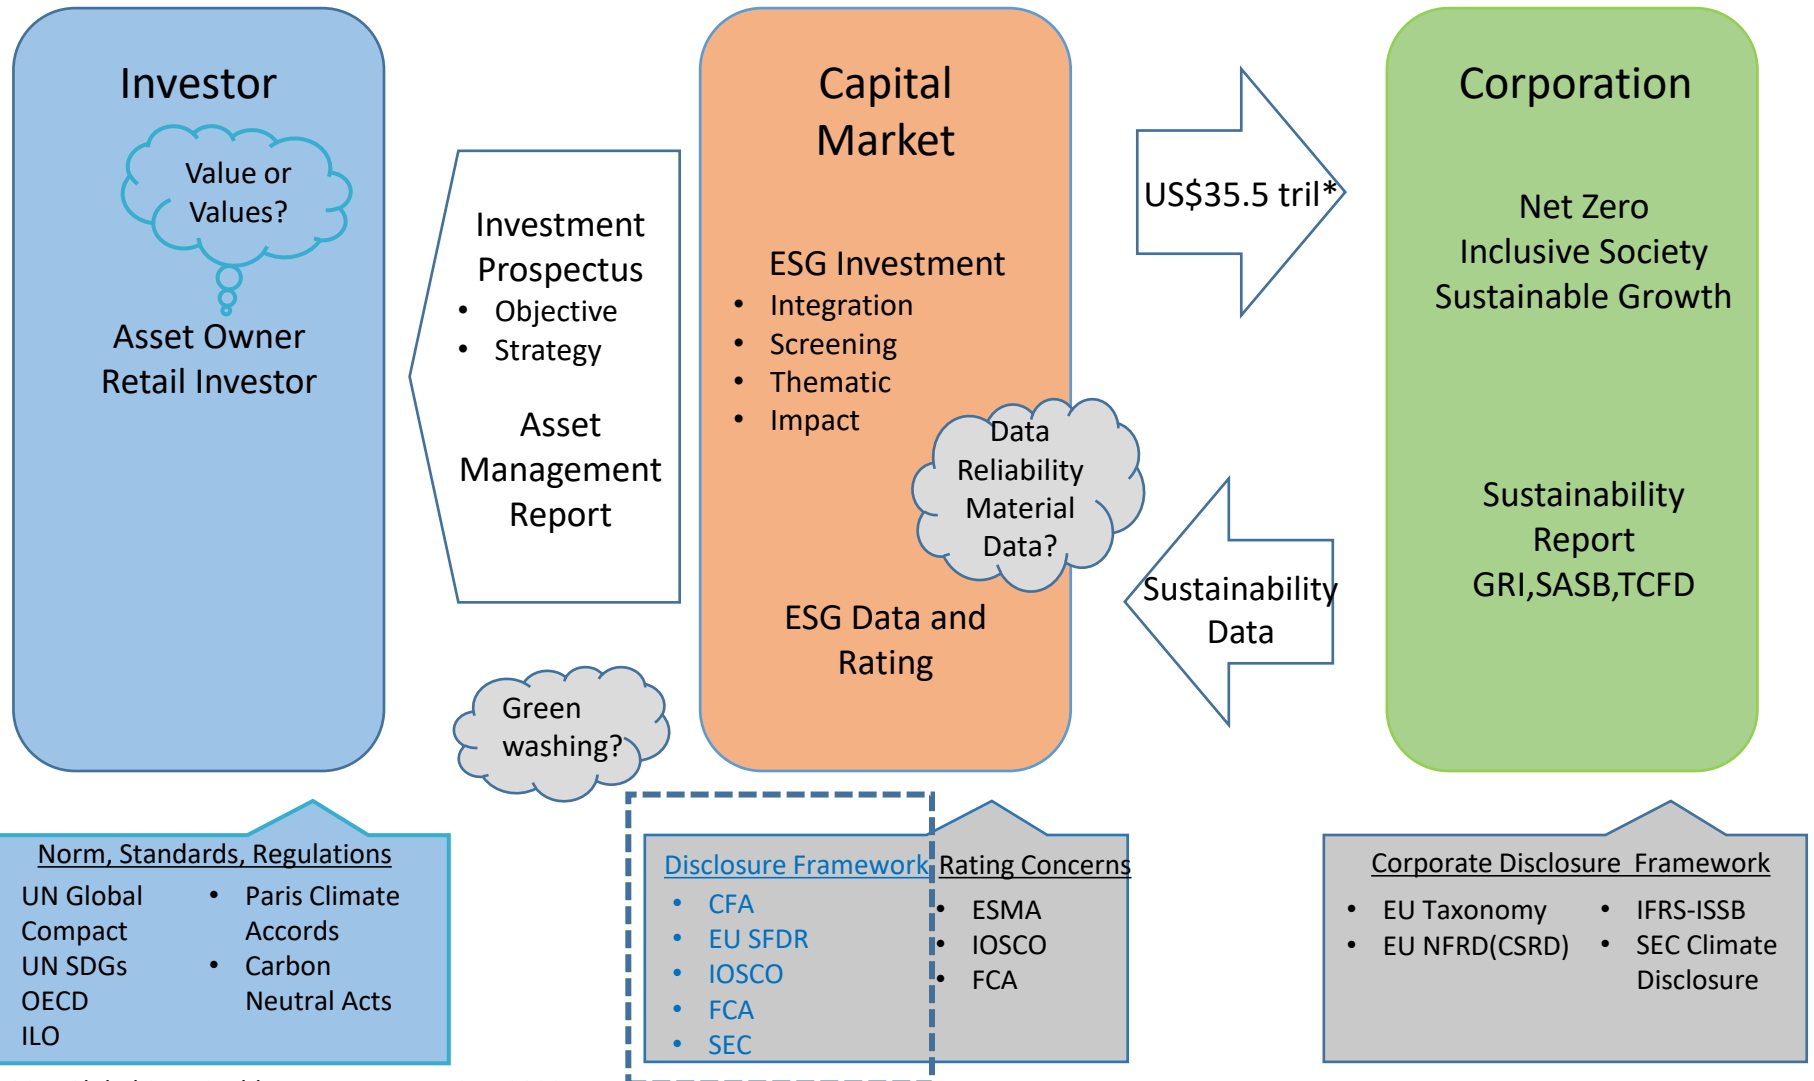 Investor
Value or
Values?
Asset Owner
Retail Investor
Investment
Prospectus
• Objective
• Strategy
Asset
Management
Report
Green
washing?
Capital
Market
ESG Investment
• Integration
• Screening
• Thematic
• Impact
Data
Reliability
Material
Data?
ESG Data and
Rating
US$35.5 tril*
Sustainability
Data
Corporation
Net Zero
Inclusive Society
Sustainable Growth
Sustainability
Report
GRI,SASB,TCFD
Norm, Standards, Regulations
UN Global
Compact
UN SDGs
OECD
ILO
• Paris Climate
Accords
• Carbon
Neutral Acts
Disclosure Framework
• CFA
• EU SFDR
• IOSCO
• FCA
• SEC
Rating Concerns
• ESMA
• IOSCO
• FCA
Corporate Disclosure Framework
• EU Taxonomy
• EU NFRD(CSRD)
• IFRS-ISSB
• SEC Climate
Disclosure